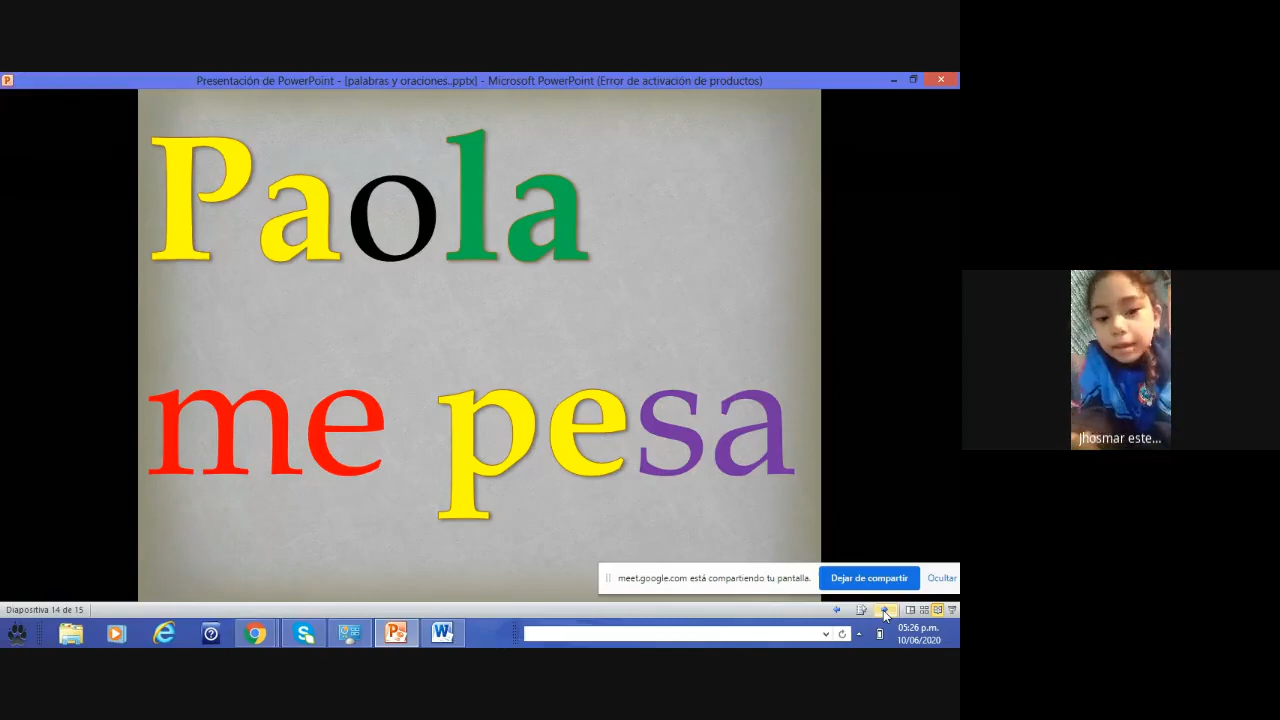 Presentación de PowerPoint - [palabras y oraciones..pptx] - Microsoft PowerPoint (Error de activación de productos)
Paola
me pesa
jhosmar este...
meet.google.com está compartiendo tu pantalla.
Dejar de compartir
Ocultar
Diapositiva 14 de 15
05:26 p.m.
10/06/2020